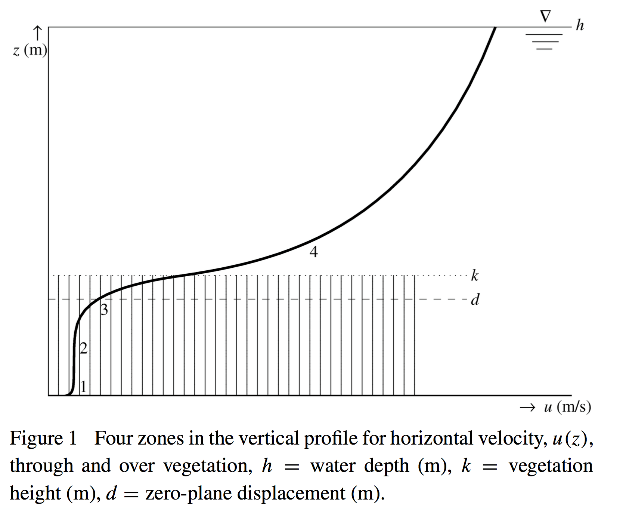 ∇
↑ h
z (m)
4
k
d
3
2
1
→ u (m/s)
Figure 1 Four zones in the vertical profile for horizontal velocity, u(z),
through and over vegetation, h = water depth (m), k = vegetation
height (m), d = zero-plane displacement (m).